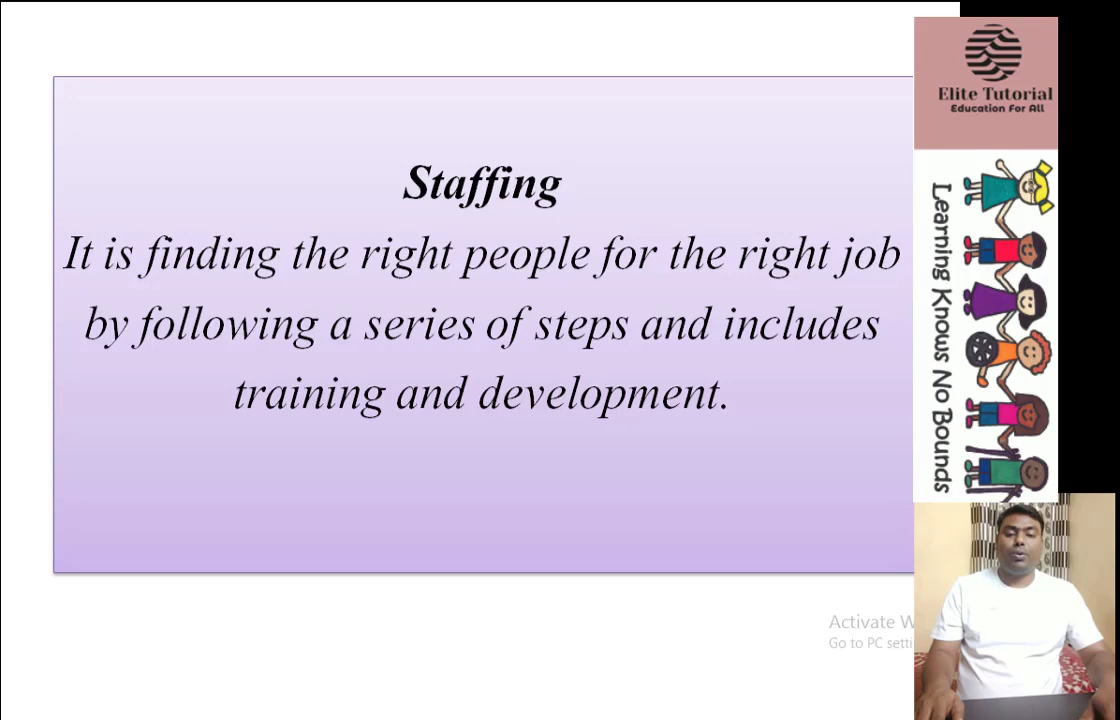 Staffing
It is finding the right people for the right job
by following a series of steps and includes
training and development.
Elite Tutorial
Education For All
Learning Knows No Bounds
Activate W
Go to PC setti